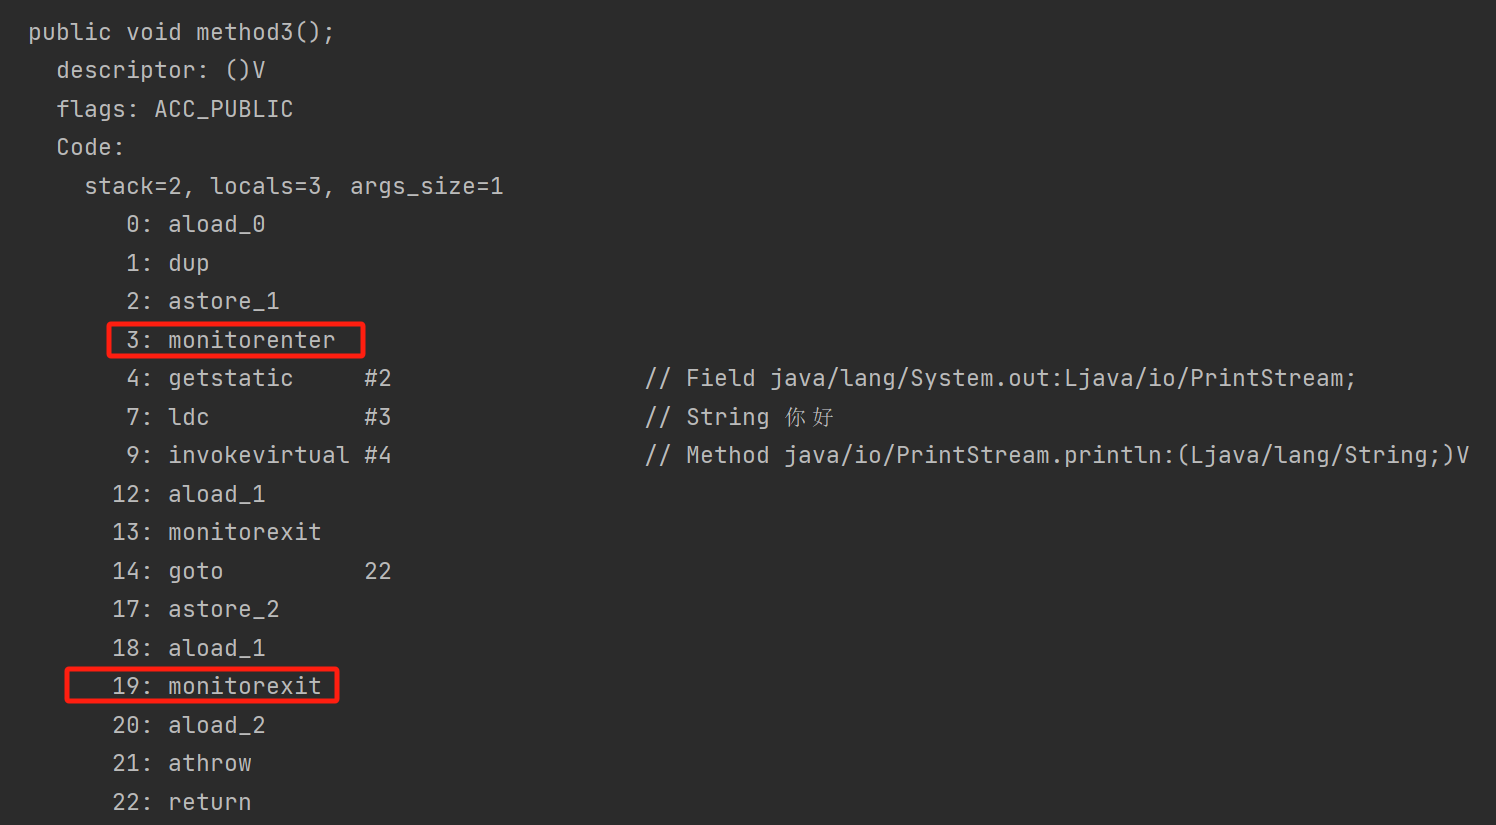 public void method3();
descriptor: ()V
flags: ACC_PUBLIC
Code:
stack=2, locals=3, args_size=1
0: aload_0
1: dup
2: astore_1
3: monitorenter
4: getstatic #2 // Field java/lang/System.out:Ljava/io/PrintStream;
7: ldc #3 // String 你好
9: invokevirtual #4 // Method java/io/PrintStream.println:(Ljava/lang/String;)V
12: aload_1
13: monitorexit
14: goto 22
17: astore_2
18: aload_1
19: monitorexit
20: aload_2
21: athrow
22: return